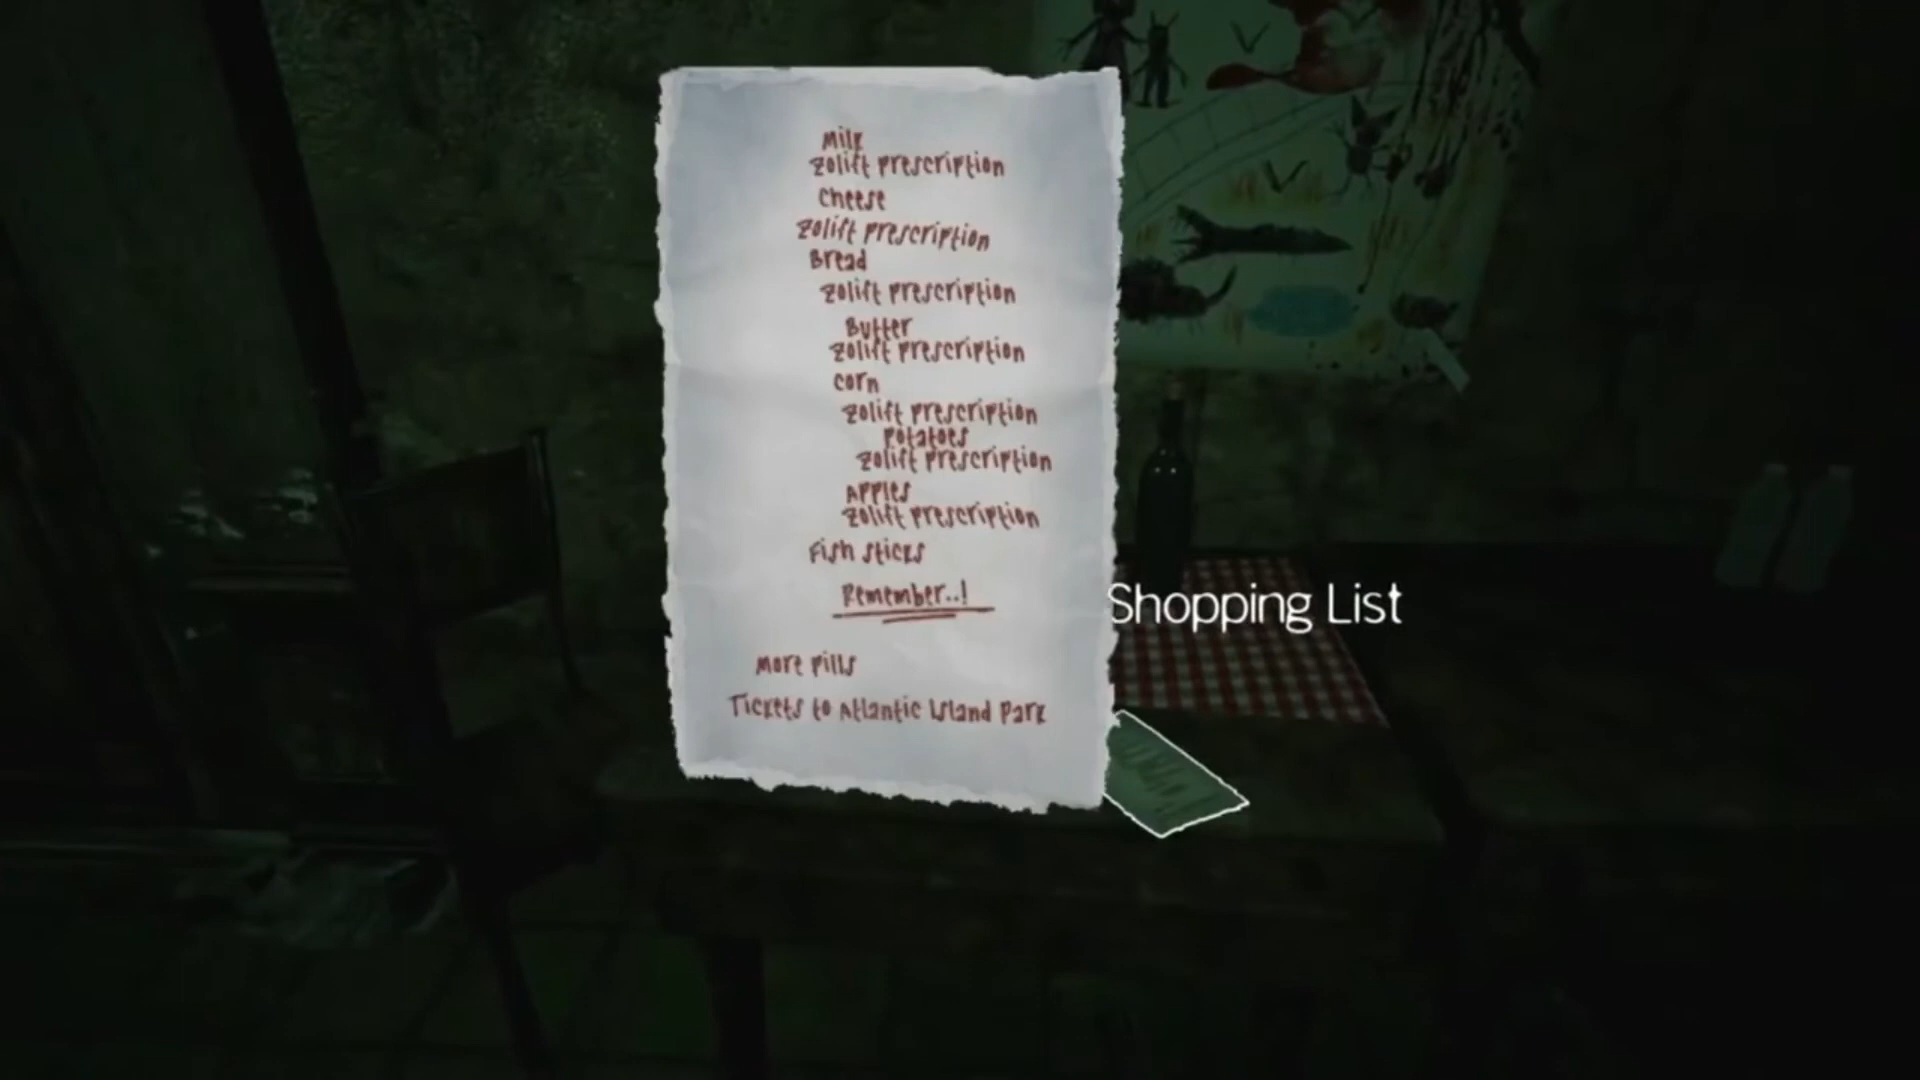 Milk
Zolift prescription
Cheese
Zolift prescription
Bread
Zolift prescription
Butter
Zolift prescription
Corn
Zolift prescription
Potatoes
Zolift prescription
Apples
Zolift prescription
Fish sticks
Remember..!
Shopping List
More pills
Tickets to Atlantic Island Park